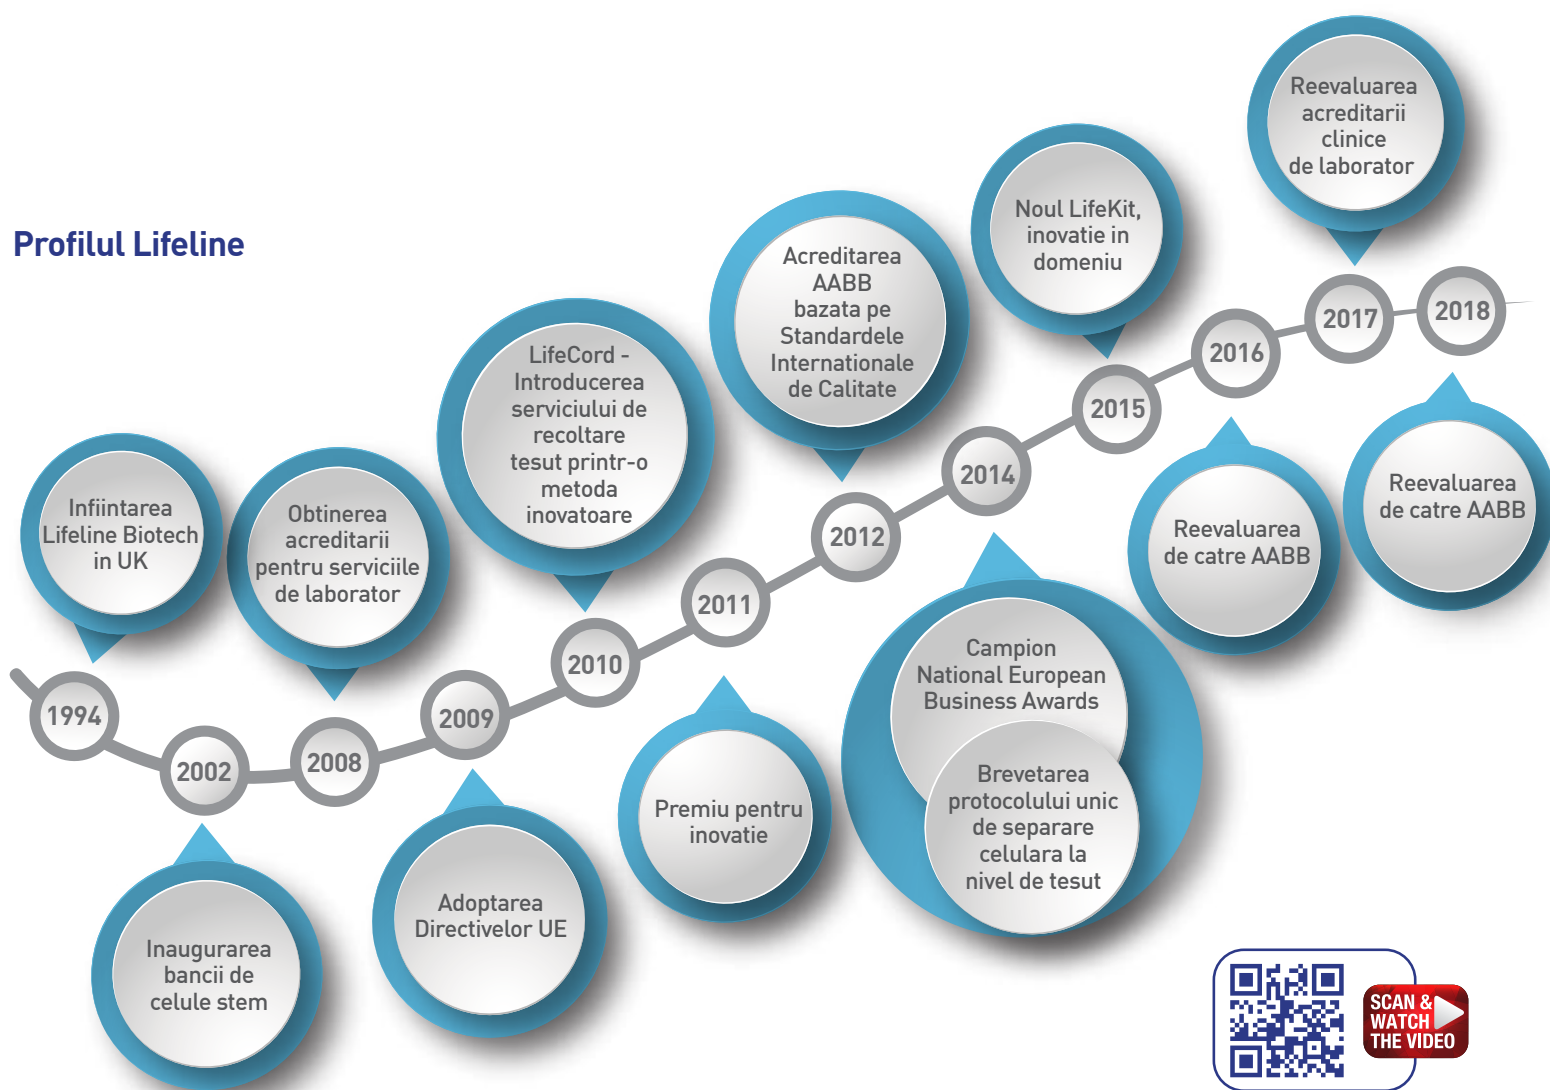 Profilul Lifeline
1994
Infiintarea
Lifeline Biotech
in UK
2002
Inaugurarea
bancii de
celule stem
2008
Obtinerea
acreditarii
pentru serviciile
de laborator
2009
Adoptarea
Directivelor UE
2010
LifeCord -
Introducerea
serviciului de
recoltare
tesut printr-o
metoda
inovatoare
2011
Premiu pentru
inovatie
2012
Acreditarea
AABB
bazata pe
Standardele
Internationale
de Calitate
2014
Campion
National European
Business Awards
Brevetarea
protocolului unic
de separare
celulara la
nivel de tesut
2015
Noul LifeKit,
inovatie in
domeniu
2016
Reevaluarea
de catre AABB
2017
Reevaluarea
acreditarii
clinice
de laborator
2018
Reevaluarea
de catre AABB
SCAN &
WATCH
THE VIDEO